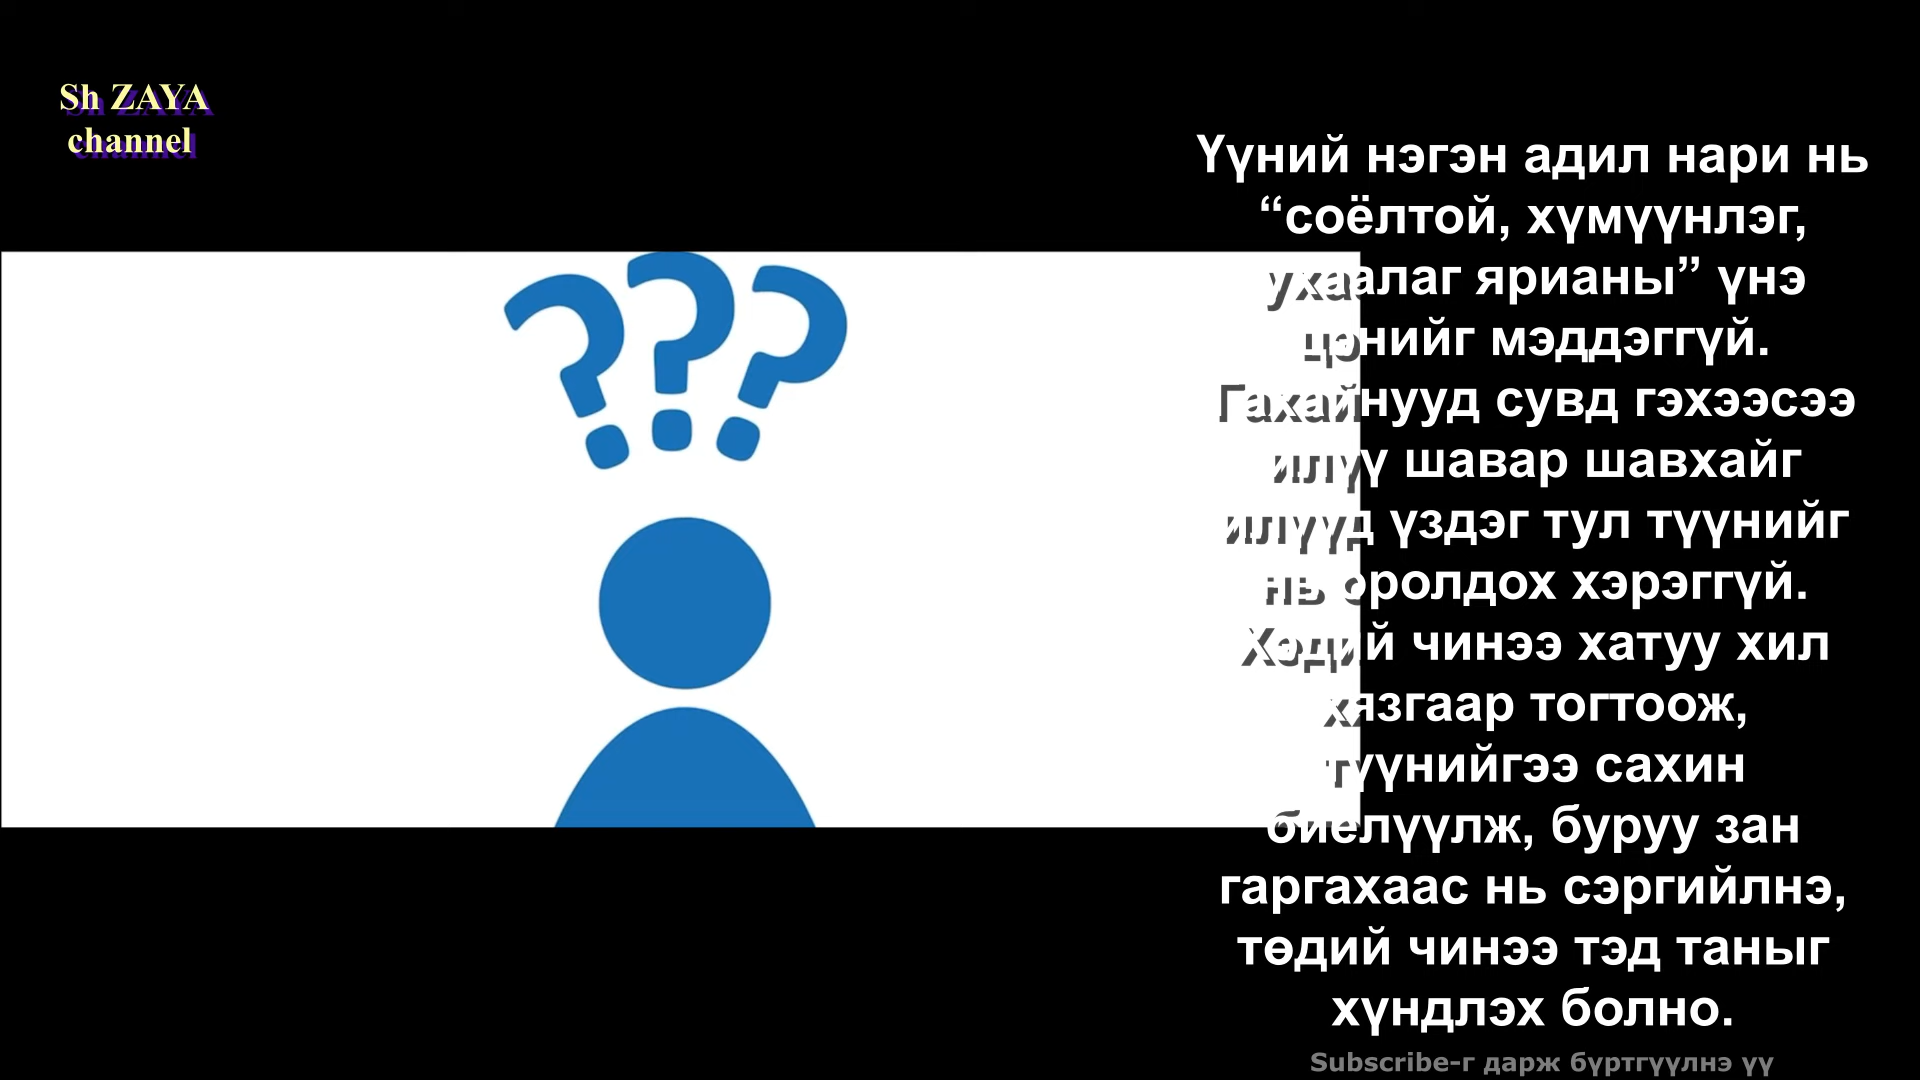 Sh ZAYA
channel
Үүний нэгэн адил нари нь
“соёлтой, хүмүүнлэг,
ухаалаг ярианы” үнэ
цэнийг мэддэггүй.
Гахайнууд сувд гэхээсээ
илүү шавар шавхайг
илүүд үздэг тул түүнийг
нь оролдох хэрэггүй.
Хэдий чинээ хатуу хил
хязгаар тогтоож,
түүнийгээ сахин
биелүүлж, буруу зан
гаргахаас нь сэргийлнэ,
төдий чинээ тэд таныг
хүндлэх болно.
Subscribe-г дарж бүртгүүлнэ үү